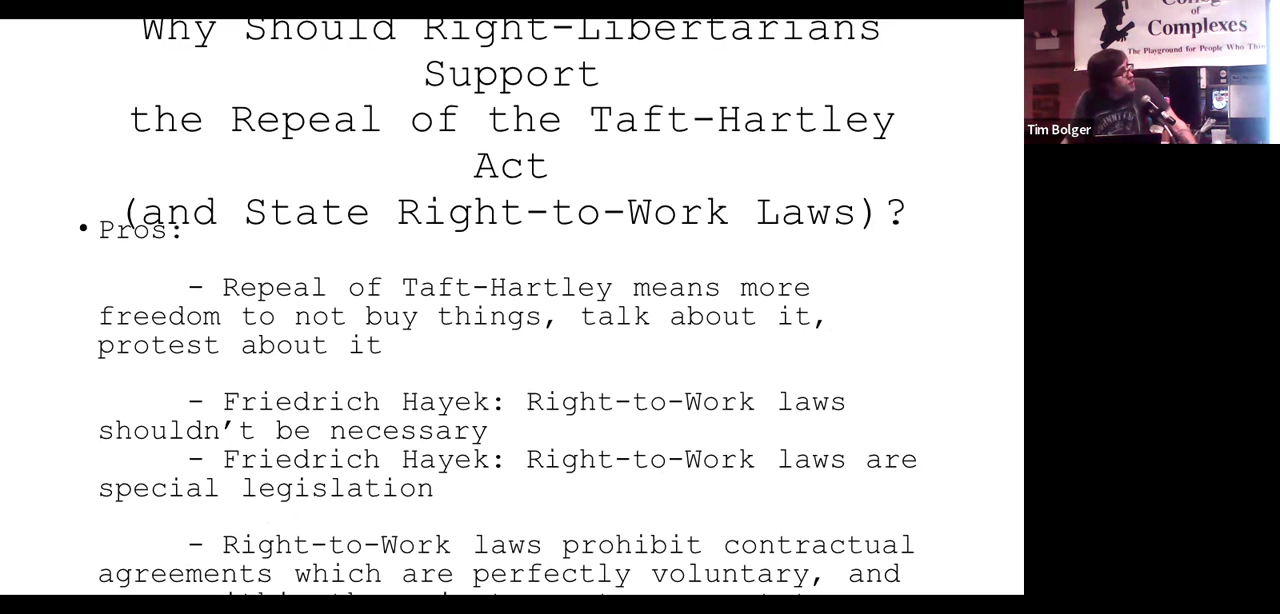 Why Should Right-Libertarians
Support
the Repeal of the Taft-Hartley
Act
(and State Right-to-Work Laws)?
• Pros:
- Repeal of Taft-Hartley means more
freedom to not buy things, talk about it,
protest about it
- Friedrich Hayek: Right-to-Work laws
shouldn’t be necessary
- Friedrich Hayek: Right-to-Work laws are
special legislation
- Right-to-Work laws prohibit contractual
agreements which are perfectly voluntary, and
of
Complexes
The Playground for People Who
Tim Bolger